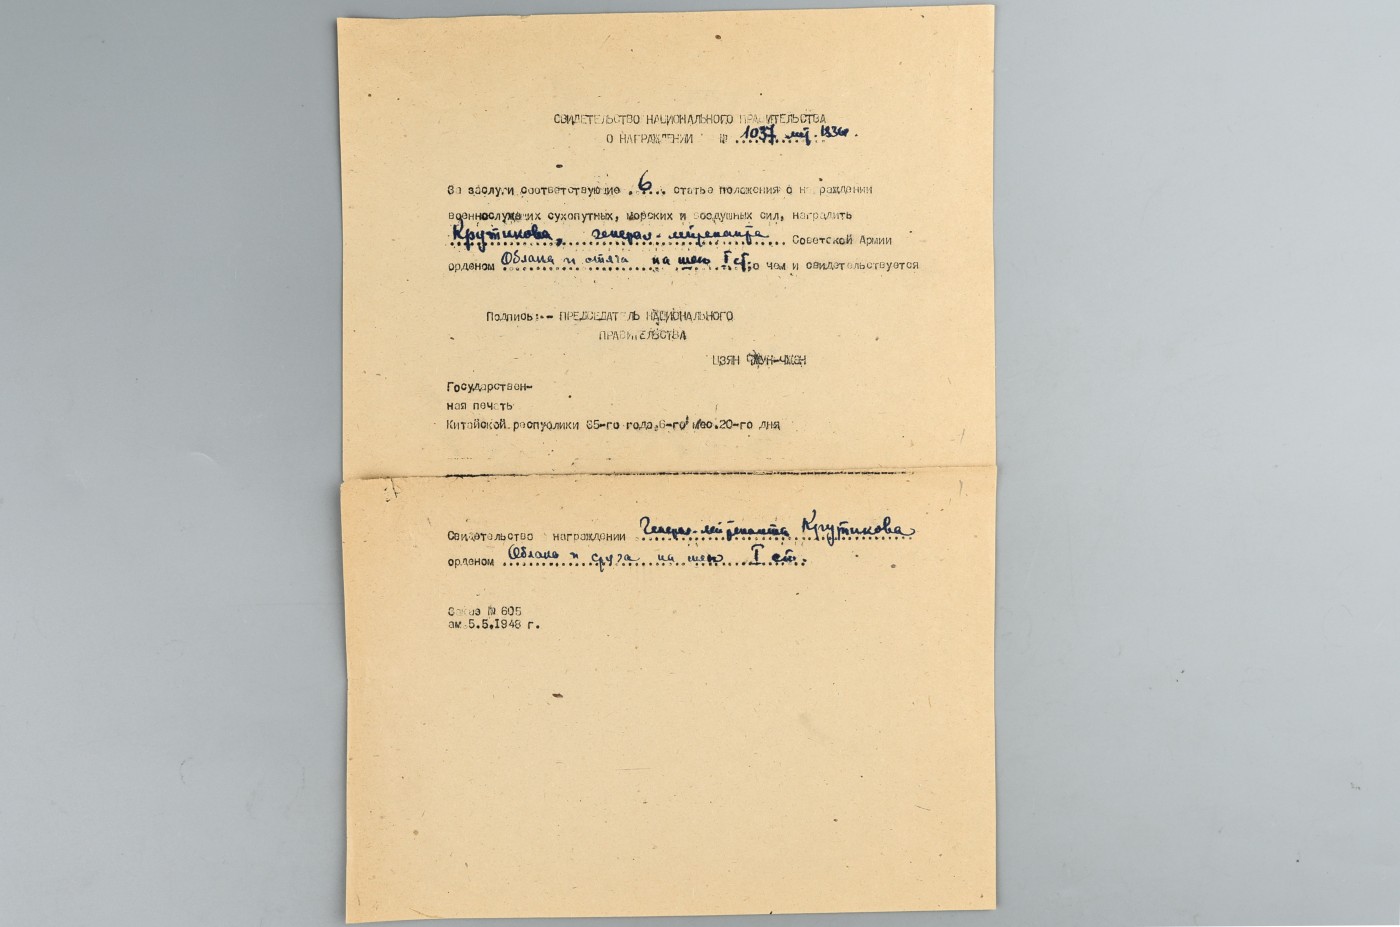 СВИДЕТЕЛЬСТВО НАЦИОНАЛЬНОГО ПРАВИТЕЛЬСТВА
О НАГРАЖДЕНИИ № 1037
За заслуги соответствующие .6... статье положения о награждении
военнослужащих сухопутных, морских и воздушных сил, наградить
Крутикова, генерал-лейтенанта Советской Армии
орденом Облака и стяга на шею I ст, о чем и свидетельствуется
Подпись:- ПРЕДСЕДАТЕЛЬ НАЦИОНАЛЬНОГО
ПРАВИТЕЛЬСТВА
ЦЗЯН ЧЖУН-ЧЖЕН
Государствен-
ная печать
Китайской республики 35-го года, 6-го мес. 20-го дня
Свидетельство награждении Генерал-лейтенанта Крутикова
орденом Облака и на шею I ст.
Заказ № 605
ам 5.5.1948 г.